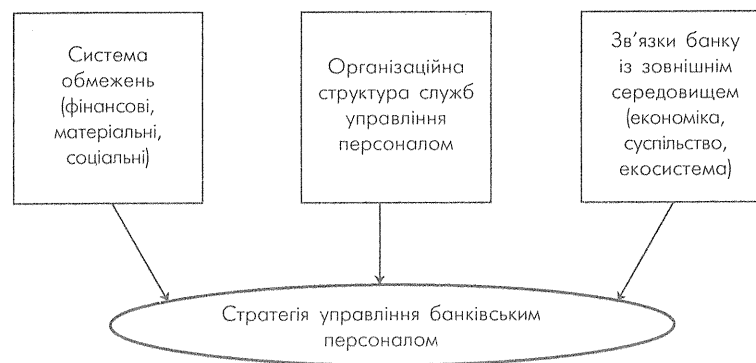 Система
обмежень
(фінансові,
матеріальні,
соціальні)
Організаційна
структура служб
управління
персоналом
Зв’язки банку
із зовнішнім
середовищем
(економіка,
суспільство,
екосистема)
Стратегія управління банківським
персоналом